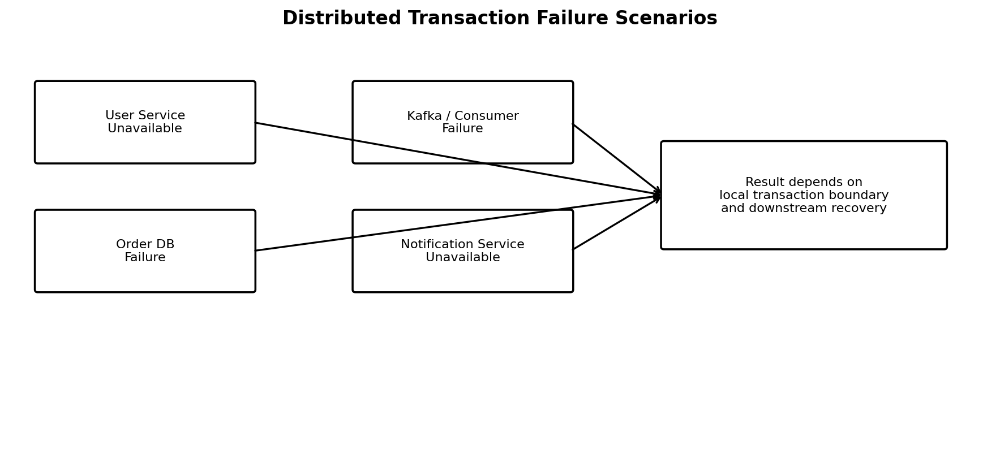 Distributed Transaction Failure Scenarios
User Service
Unavailable
Kafka / Consumer
Failure
Result depends on
local transaction boundary
and downstream recovery
Order DB
Failure
Notification Service
Unavailable